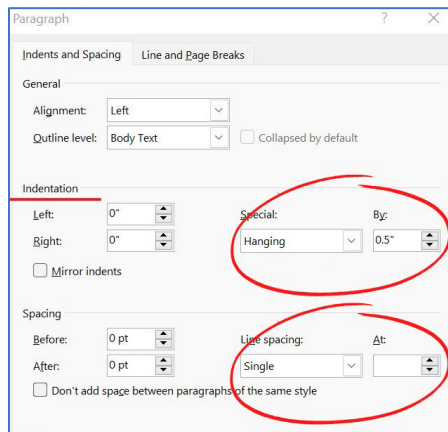 Paragraph ? ×
Indents and Spacing Line and Page Breaks
General
Alignment: Left
Outline level: Body Text Collapsed by default
Indentation
Left: 0" Special: By:
Right: 0" Hanging 0.5"
Mirror indents
Spacing
Before: 0 pt Line spacing: At:
After: 0 pt Single
Don't add space between paragraphs of the same style